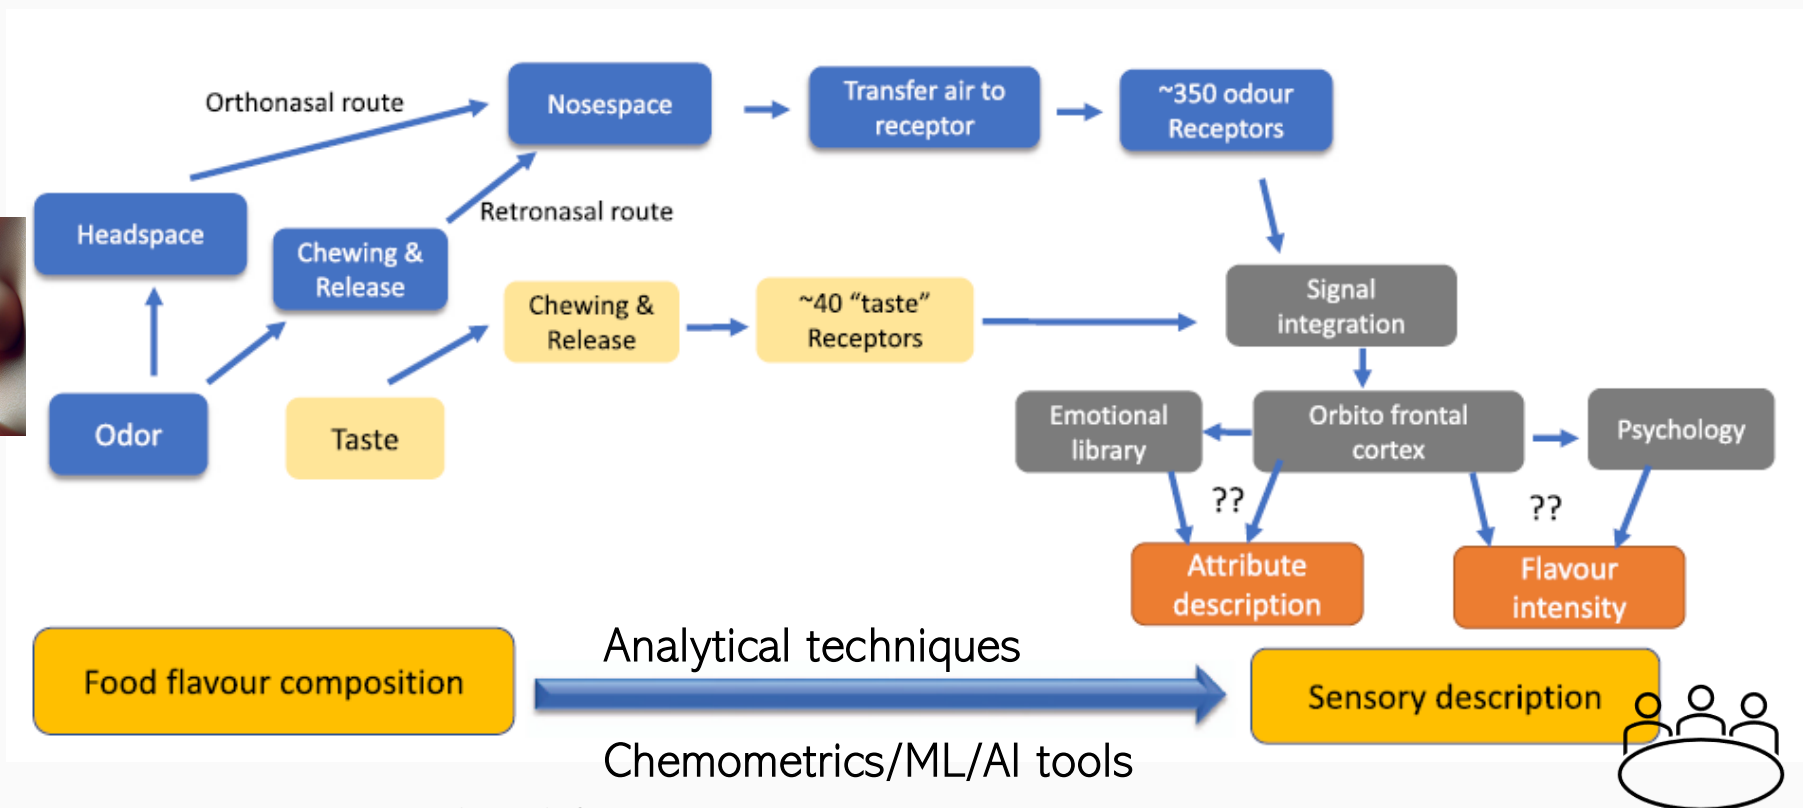 Orthonasal route
Nosespace
Transfer air to
receptor
~350 odour
Receptors
Headspace
Chewing &
Release
Retronasal route
Chewing &
Release
~40 “taste”
Receptors
Signal
integration
Odor
Taste
Emotional
library
Orbito frontal
cortex
Psychology
??
??
Attribute
description
Flavour
intensity
Food flavour composition
Analytical techniques
Chemometrics/ML/AI tools
Sensory description